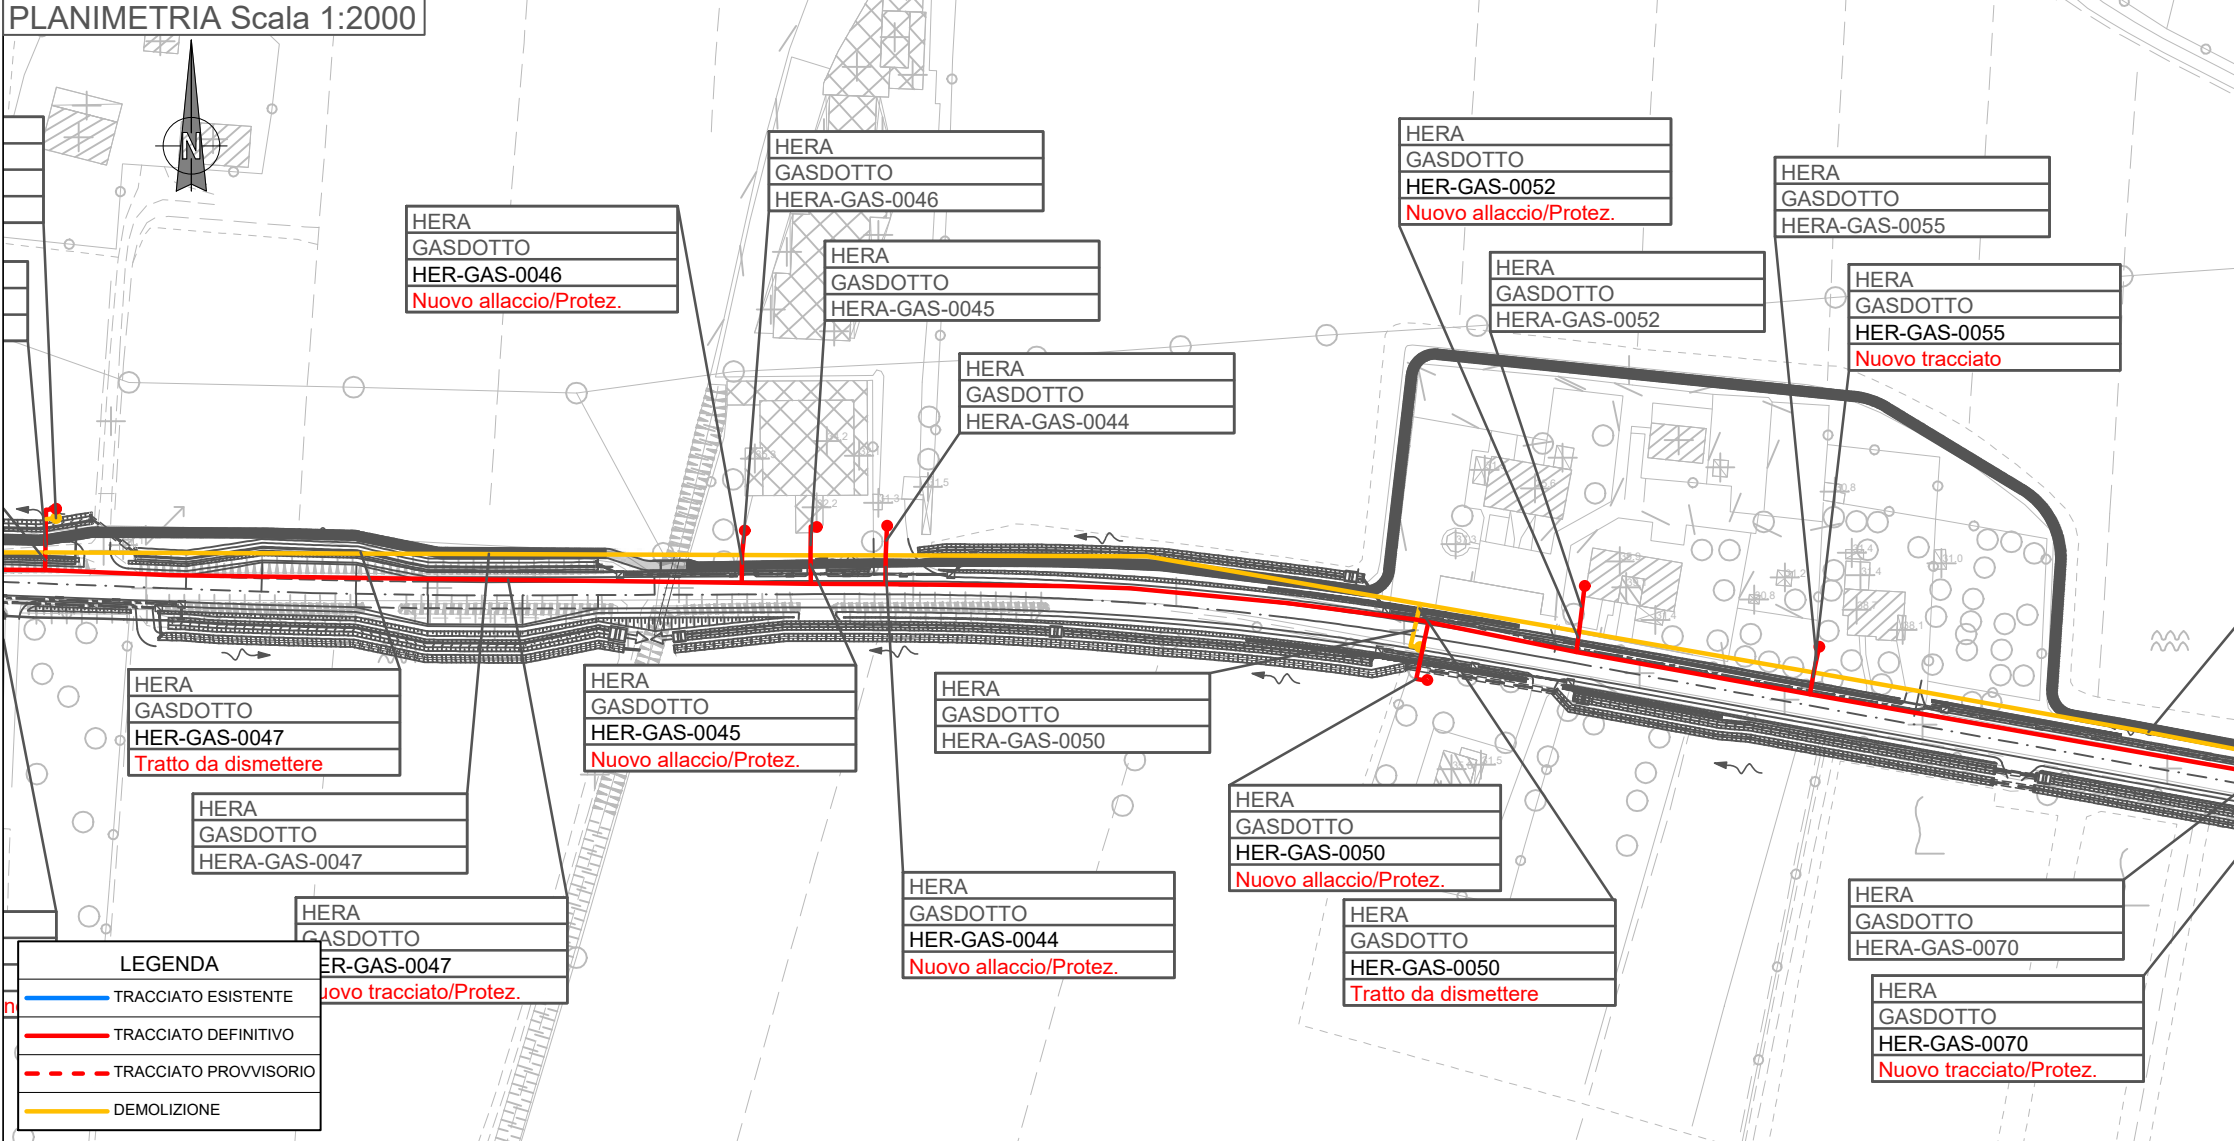 PLANIMETRIA Scala 1:2000
N
HERA
GASDOTTO
HERA-GAS-0046
HERA
GASDOTTO
HER-GAS-0046
Nuovo allaccio/Protez.
HERA
GASDOTTO
HERA-GAS-0045
HERA
GASDOTTO
HERA-GAS-0044
HERA
GASDOTTO
HER-GAS-0052
Nuovo allaccio/Protez.
HERA
GASDOTTO
HERA-GAS-0052
HERA
GASDOTTO
HERA-GAS-0055
HERA
GASDOTTO
HER-GAS-0055
Nuovo tracciato
HERA
GASDOTTO
HER-GAS-0047
Tratto da dismettere
HERA
GASDOTTO
HERA-GAS-0047
HERA
GASDOTTO
ER-GAS-0047
uovo tracciato/Protez.
HERA
GASDOTTO
HER-GAS-0045
Nuovo allaccio/Protez.
HERA
GASDOTTO
HERA-GAS-0050
HERA
GASDOTTO
HER-GAS-0044
Nuovo allaccio/Protez.
HERA
GASDOTTO
HER-GAS-0050
Nuovo allaccio/Protez.
HERA
GASDOTTO
HER-GAS-0050
Tratto da dismettere
HERA
GASDOTTO
HERA-GAS-0070
HERA
GASDOTTO
HER-GAS-0070
Nuovo tracciato/Protez.
LEGENDA
TRACCIATO ESISTENTE
TRACCIATO DEFINITIVO
TRACCIATO PROVVISORIO
DEMOLIZIONE